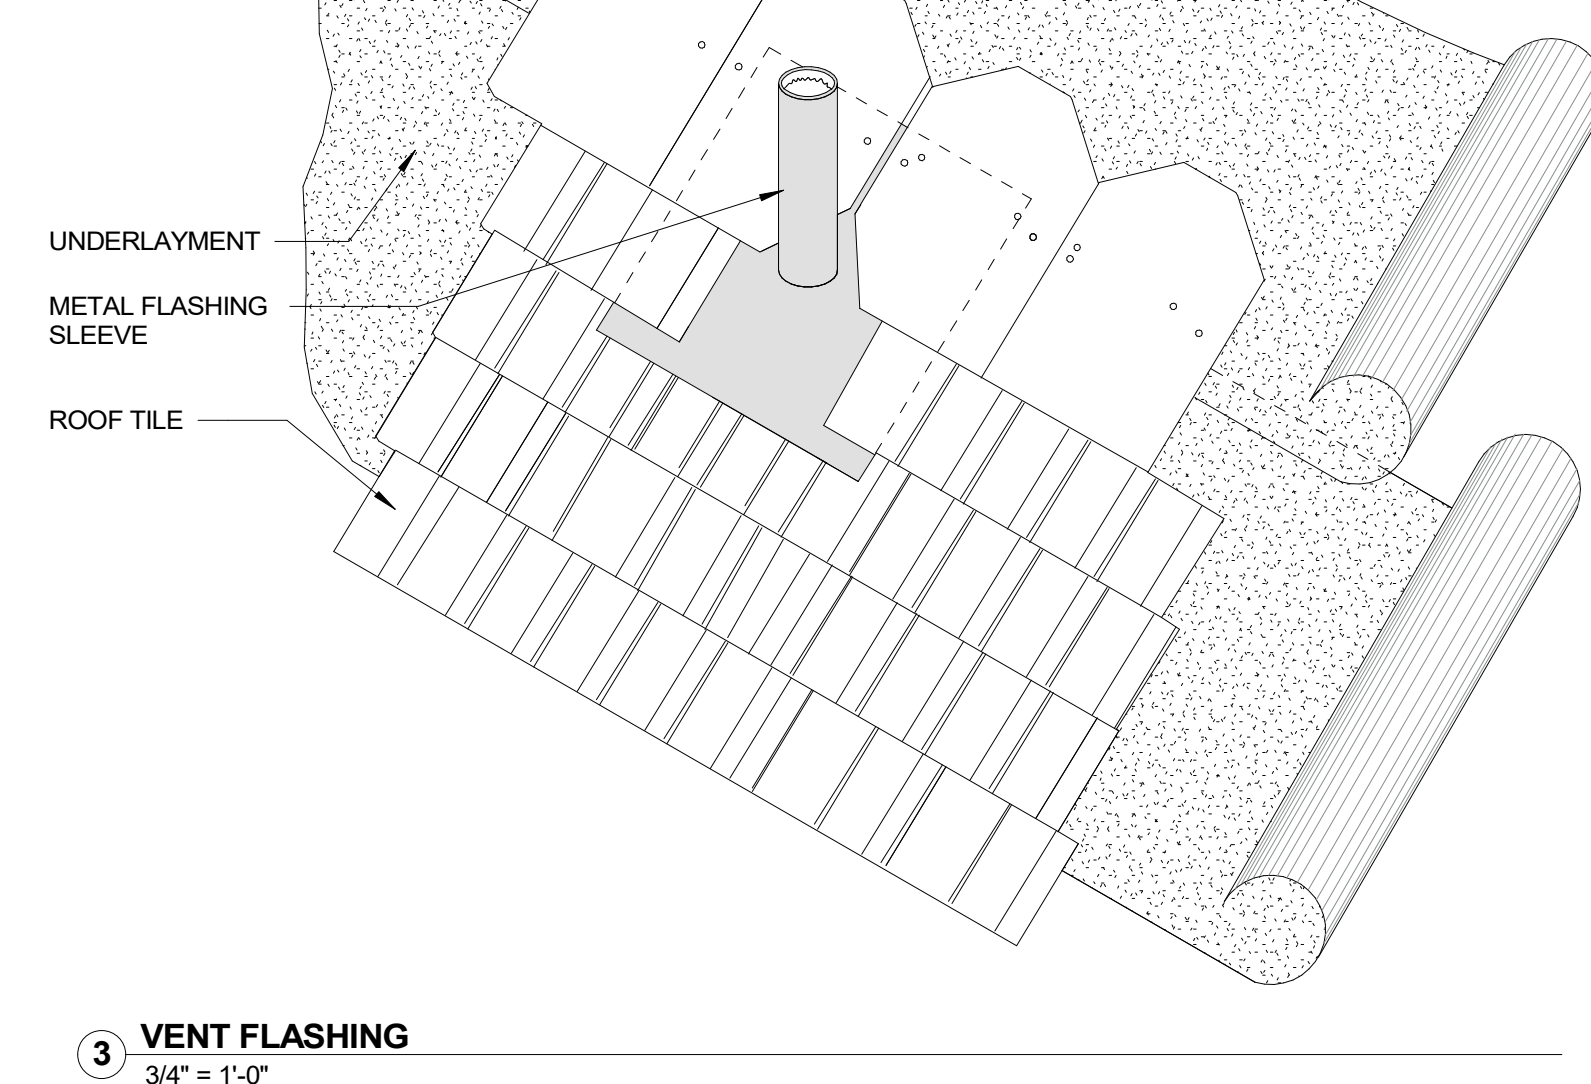 UNDERLAYMENT
METAL FLASHING
SLEEVE
ROOF TILE
3
VENT FLASHING
3/4" = 1'-0"